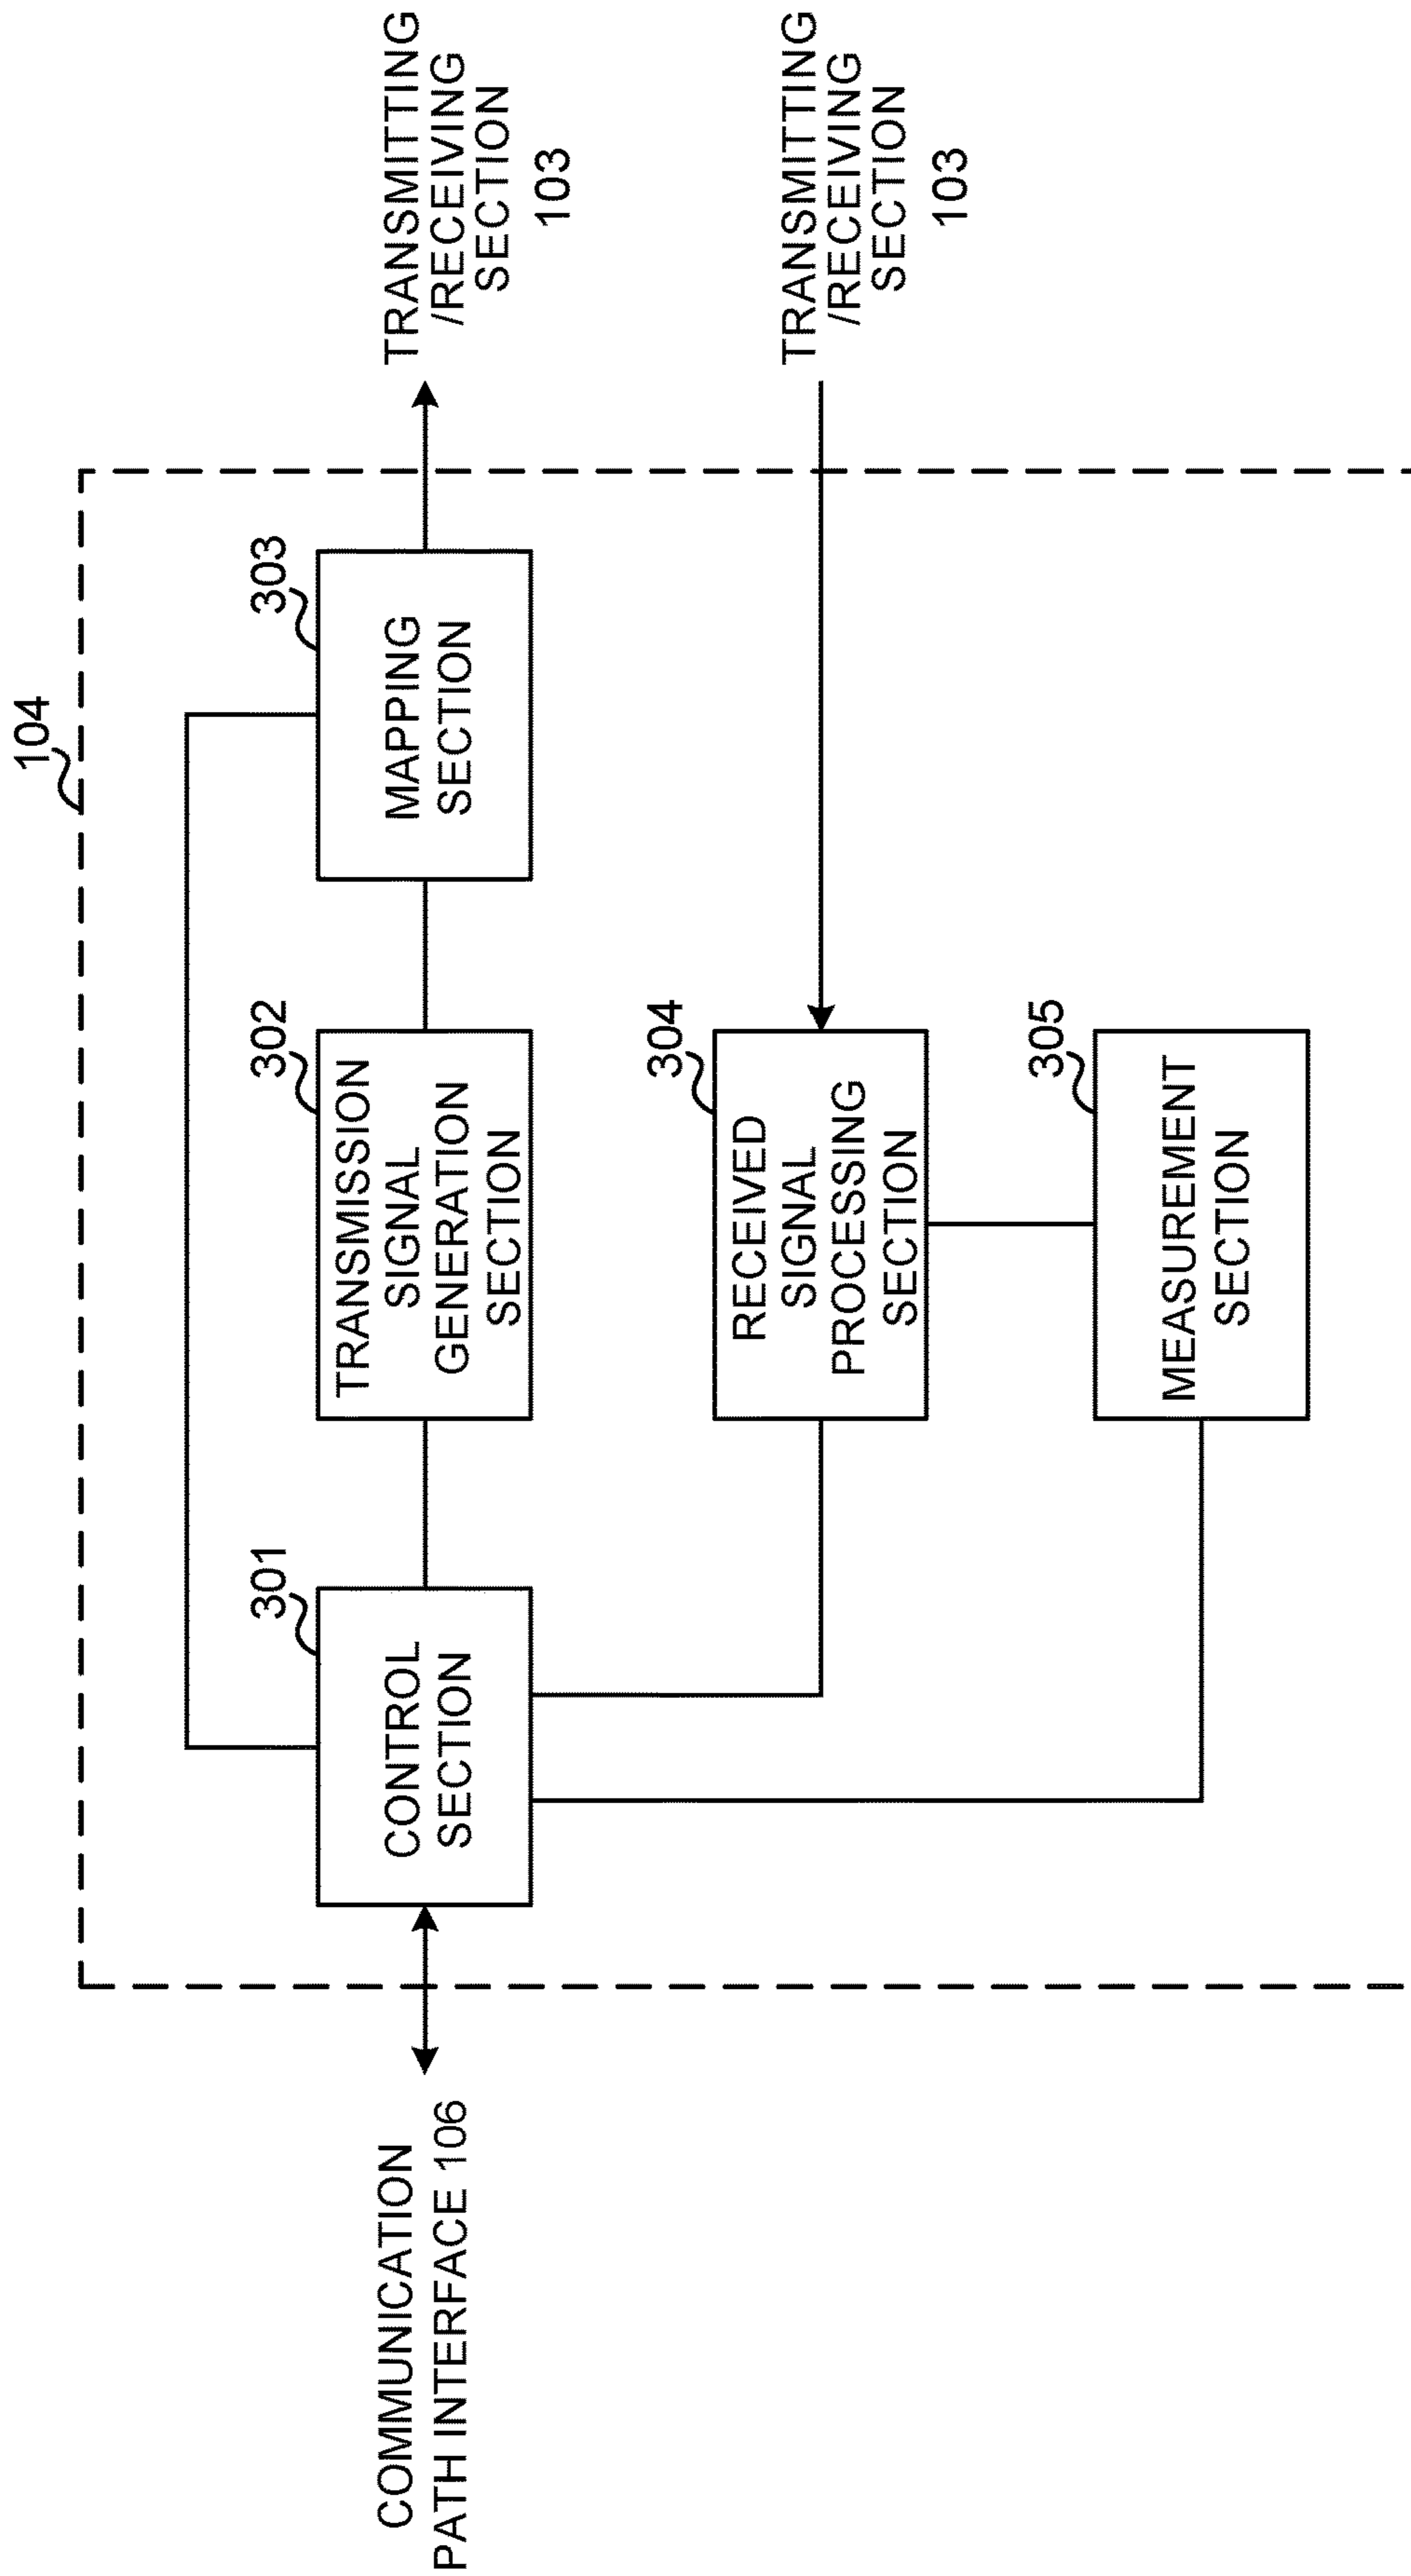 104
COMMUNICATION
PATH INTERFACE 106
301
CONTROL
SECTION
302
TRANSMISSION
SIGNAL
GENERATION
SECTION
303
MAPPING
SECTION
TRANSMITTING
/RECEIVING
SECTION
103
304
RECEIVED
SIGNAL
PROCESSING
SECTION
TRANSMITTING
/RECEIVING
SECTION
103
305
MEASUREMENT
SECTION